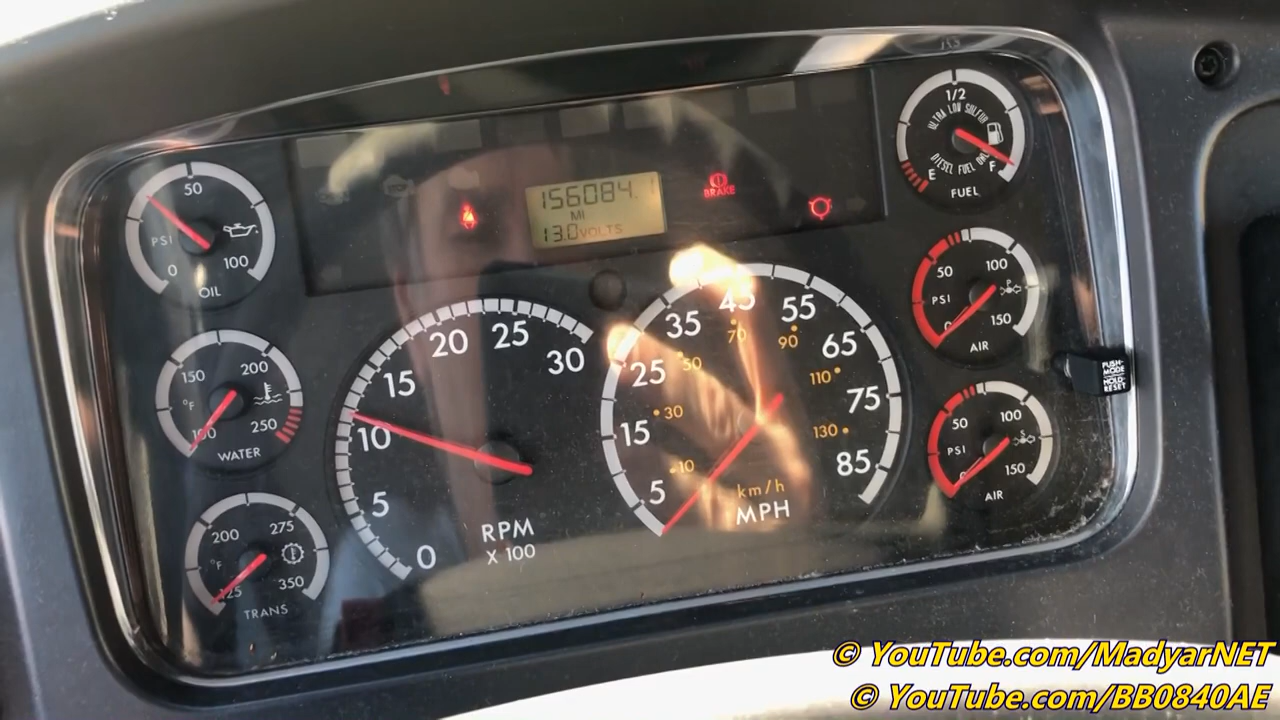 50
PSI
0
100
OIL
150
200
°F
100
250
WATER
200
275
°F
125
350
TRANS
156084.1
MI
13.0 VOLTS
BRAKE
0
5
10
15
20
25
30
RPM
X 100
5
15
25
35
45
55
65
75
85
10
30
50
70
90
110
130
km/h
MPH
1/2
ULTRA LOW SULFUR
DIESEL FUEL ONLY
E
F
FUEL
50
100
PSI
0
150
AIR
50
100
PSI
0
150
AIR
PUSH-
MODE
HOLD-
RESET
© YouTube.com/MadyarNET
© YouTube.com/BB0840AE